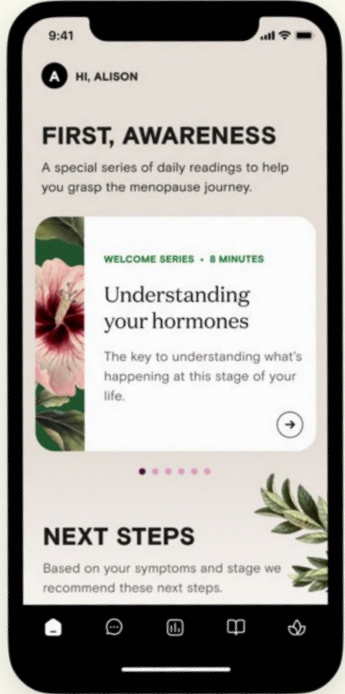 9:41
A HI, ALISON
FIRST, AWARENESS
A special series of daily readings to help
you grasp the menopause journey.
WELCOME SERIES • 8 MINUTES
Understanding
your hormones
The key to understanding what's
happening at this stage of your
life.
NEXT STEPS
Based on your symptoms and stage we
recommend these next steps.